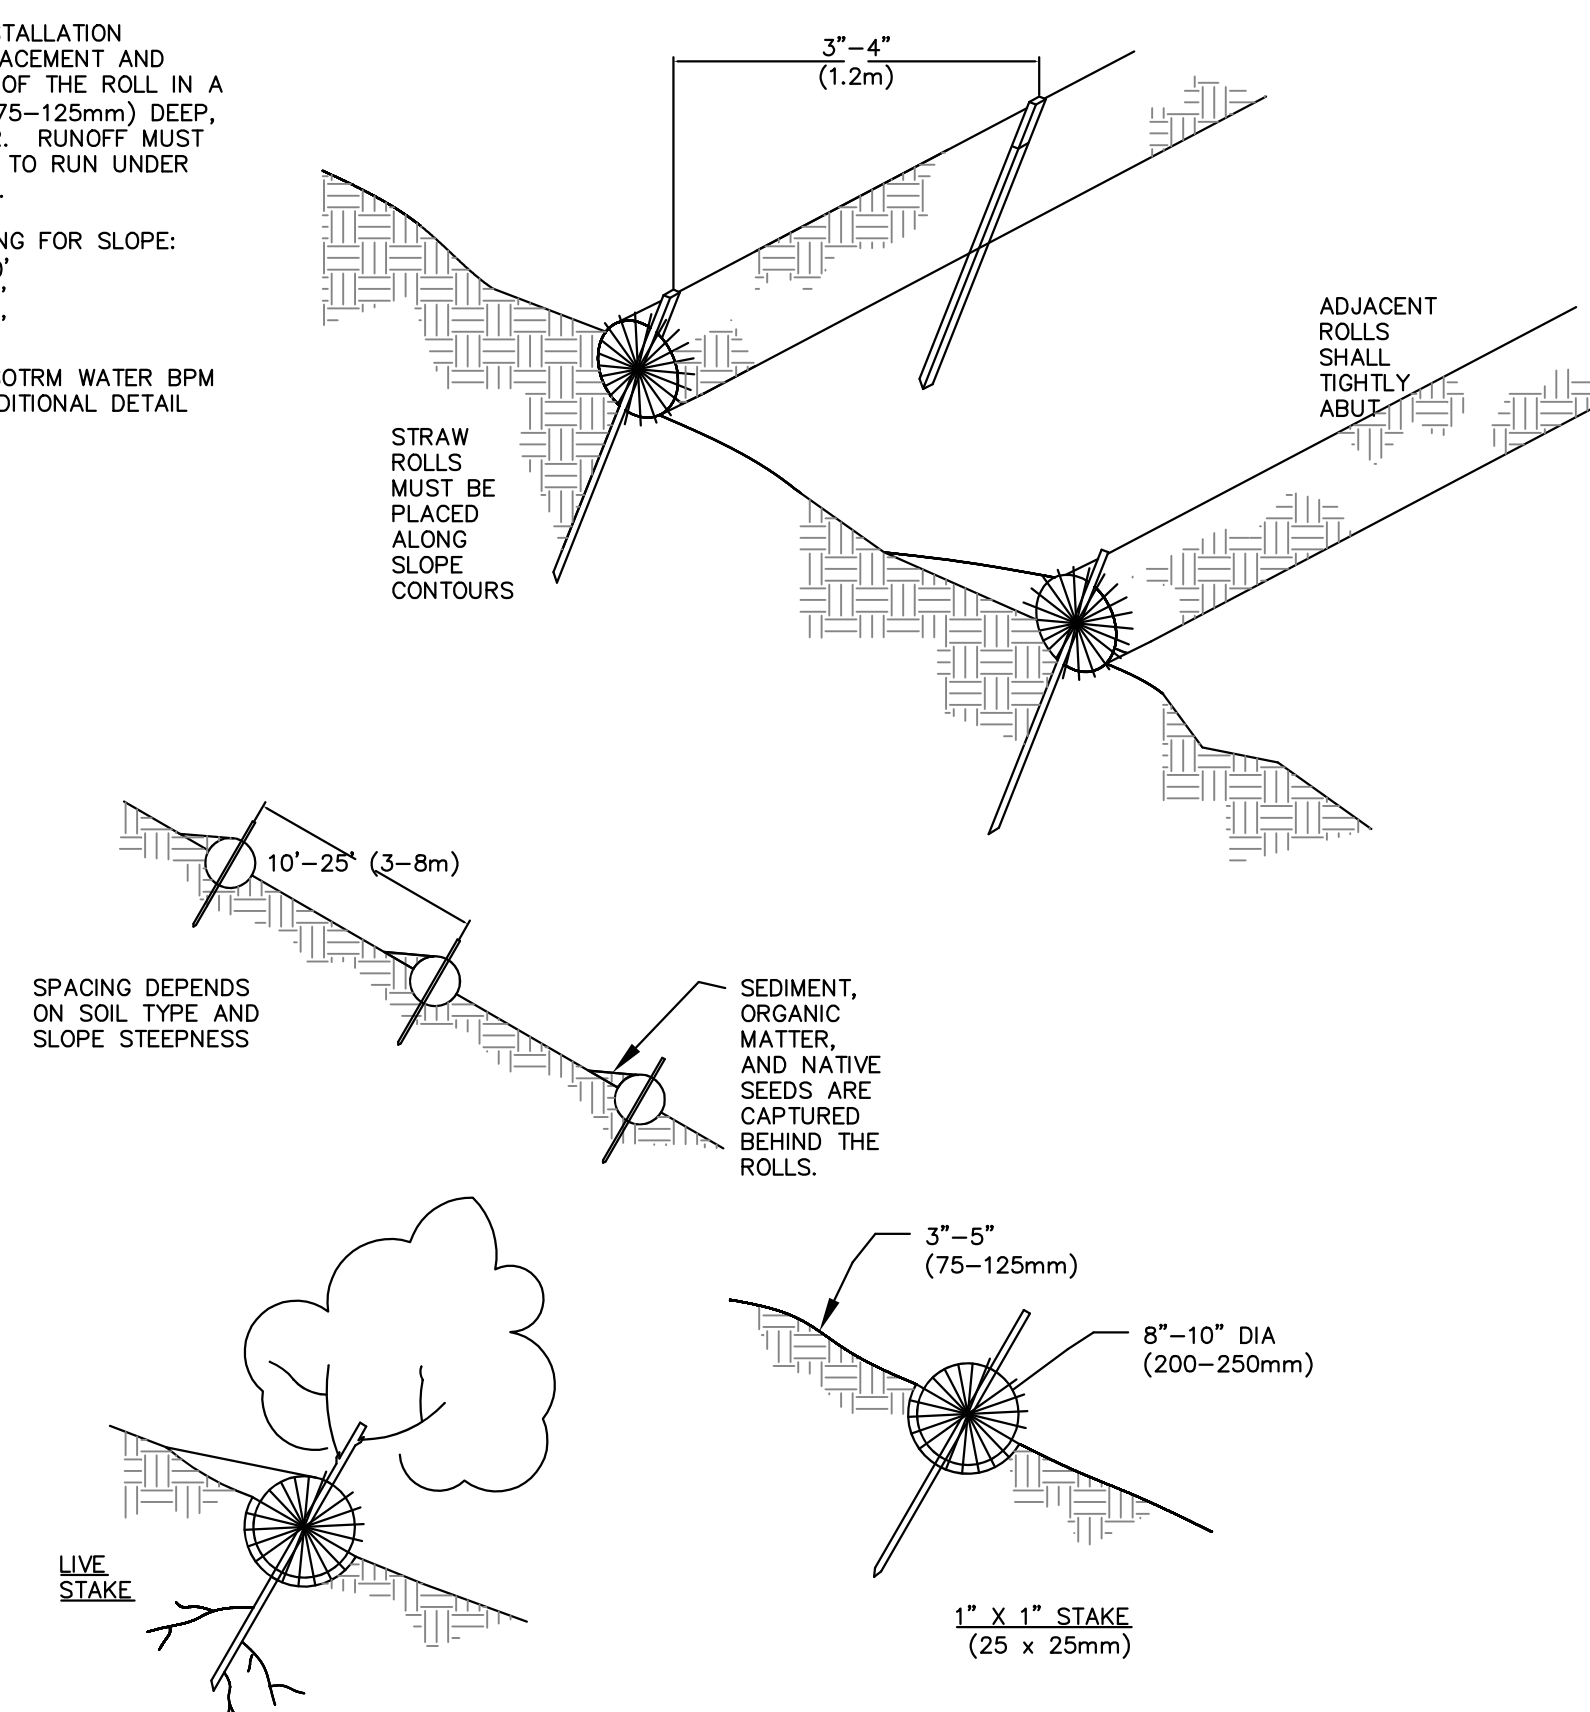 STALLATION
ACEMENT AND
OF THE ROLL IN A
75–125mm) DEEP,
RUNOFF MUST
TO RUN UNDER
NG FOR SLOPE:
SOTRM WATER BPM
DITIONAL DETAIL
3"–4"
(1.2m)
ADJACENT
ROLLS
SHALL
TIGHTLY
ABUT
STRAW
ROLLS
MUST BE
PLACED
ALONG
SLOPE
CONTOURS
10'–25' (3–8m)
SPACING DEPENDS
ON SOIL TYPE AND
SLOPE STEEPNESS
SEDIMENT,
ORGANIC
MATTER,
AND NATIVE
SEEDS ARE
CAPTURED
BEHIND THE
ROLLS.
3"–5"
(75–125mm)
8"–10" DIA
(200–250mm)
LIVE
STAKE
1" X 1" STAKE
(25 x 25mm)